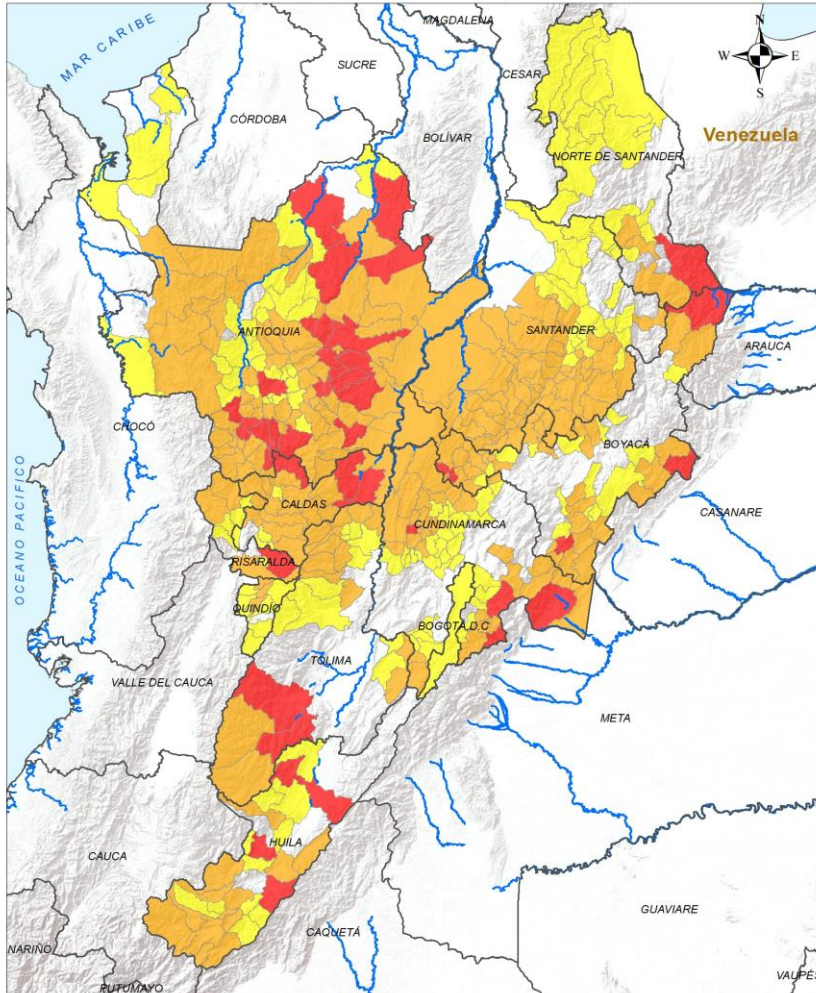 MAGDALENA
N
W E
S
MAR CARIBE
SUCRE
CESAR
CÓRDOBA
BOLÍVAR
Venezuela
NORTE DE SANTANDER
ANTIOQUIA
SANTANDER
ARAUCA
CHOCÓ
BOYACÁ
OCEANO PACIFICO
CALDAS
CUNDINAMARCA
CASANARE
RISARALDA
QUINDÍO
BOGOTÁ, D.C
TOLIMA
VALLE DEL CAUCA
META
HUILA
CAUCA
GUAVIARE
CAQUETÁ
NARIÑO
PUTUMAYO
VAUPÉS